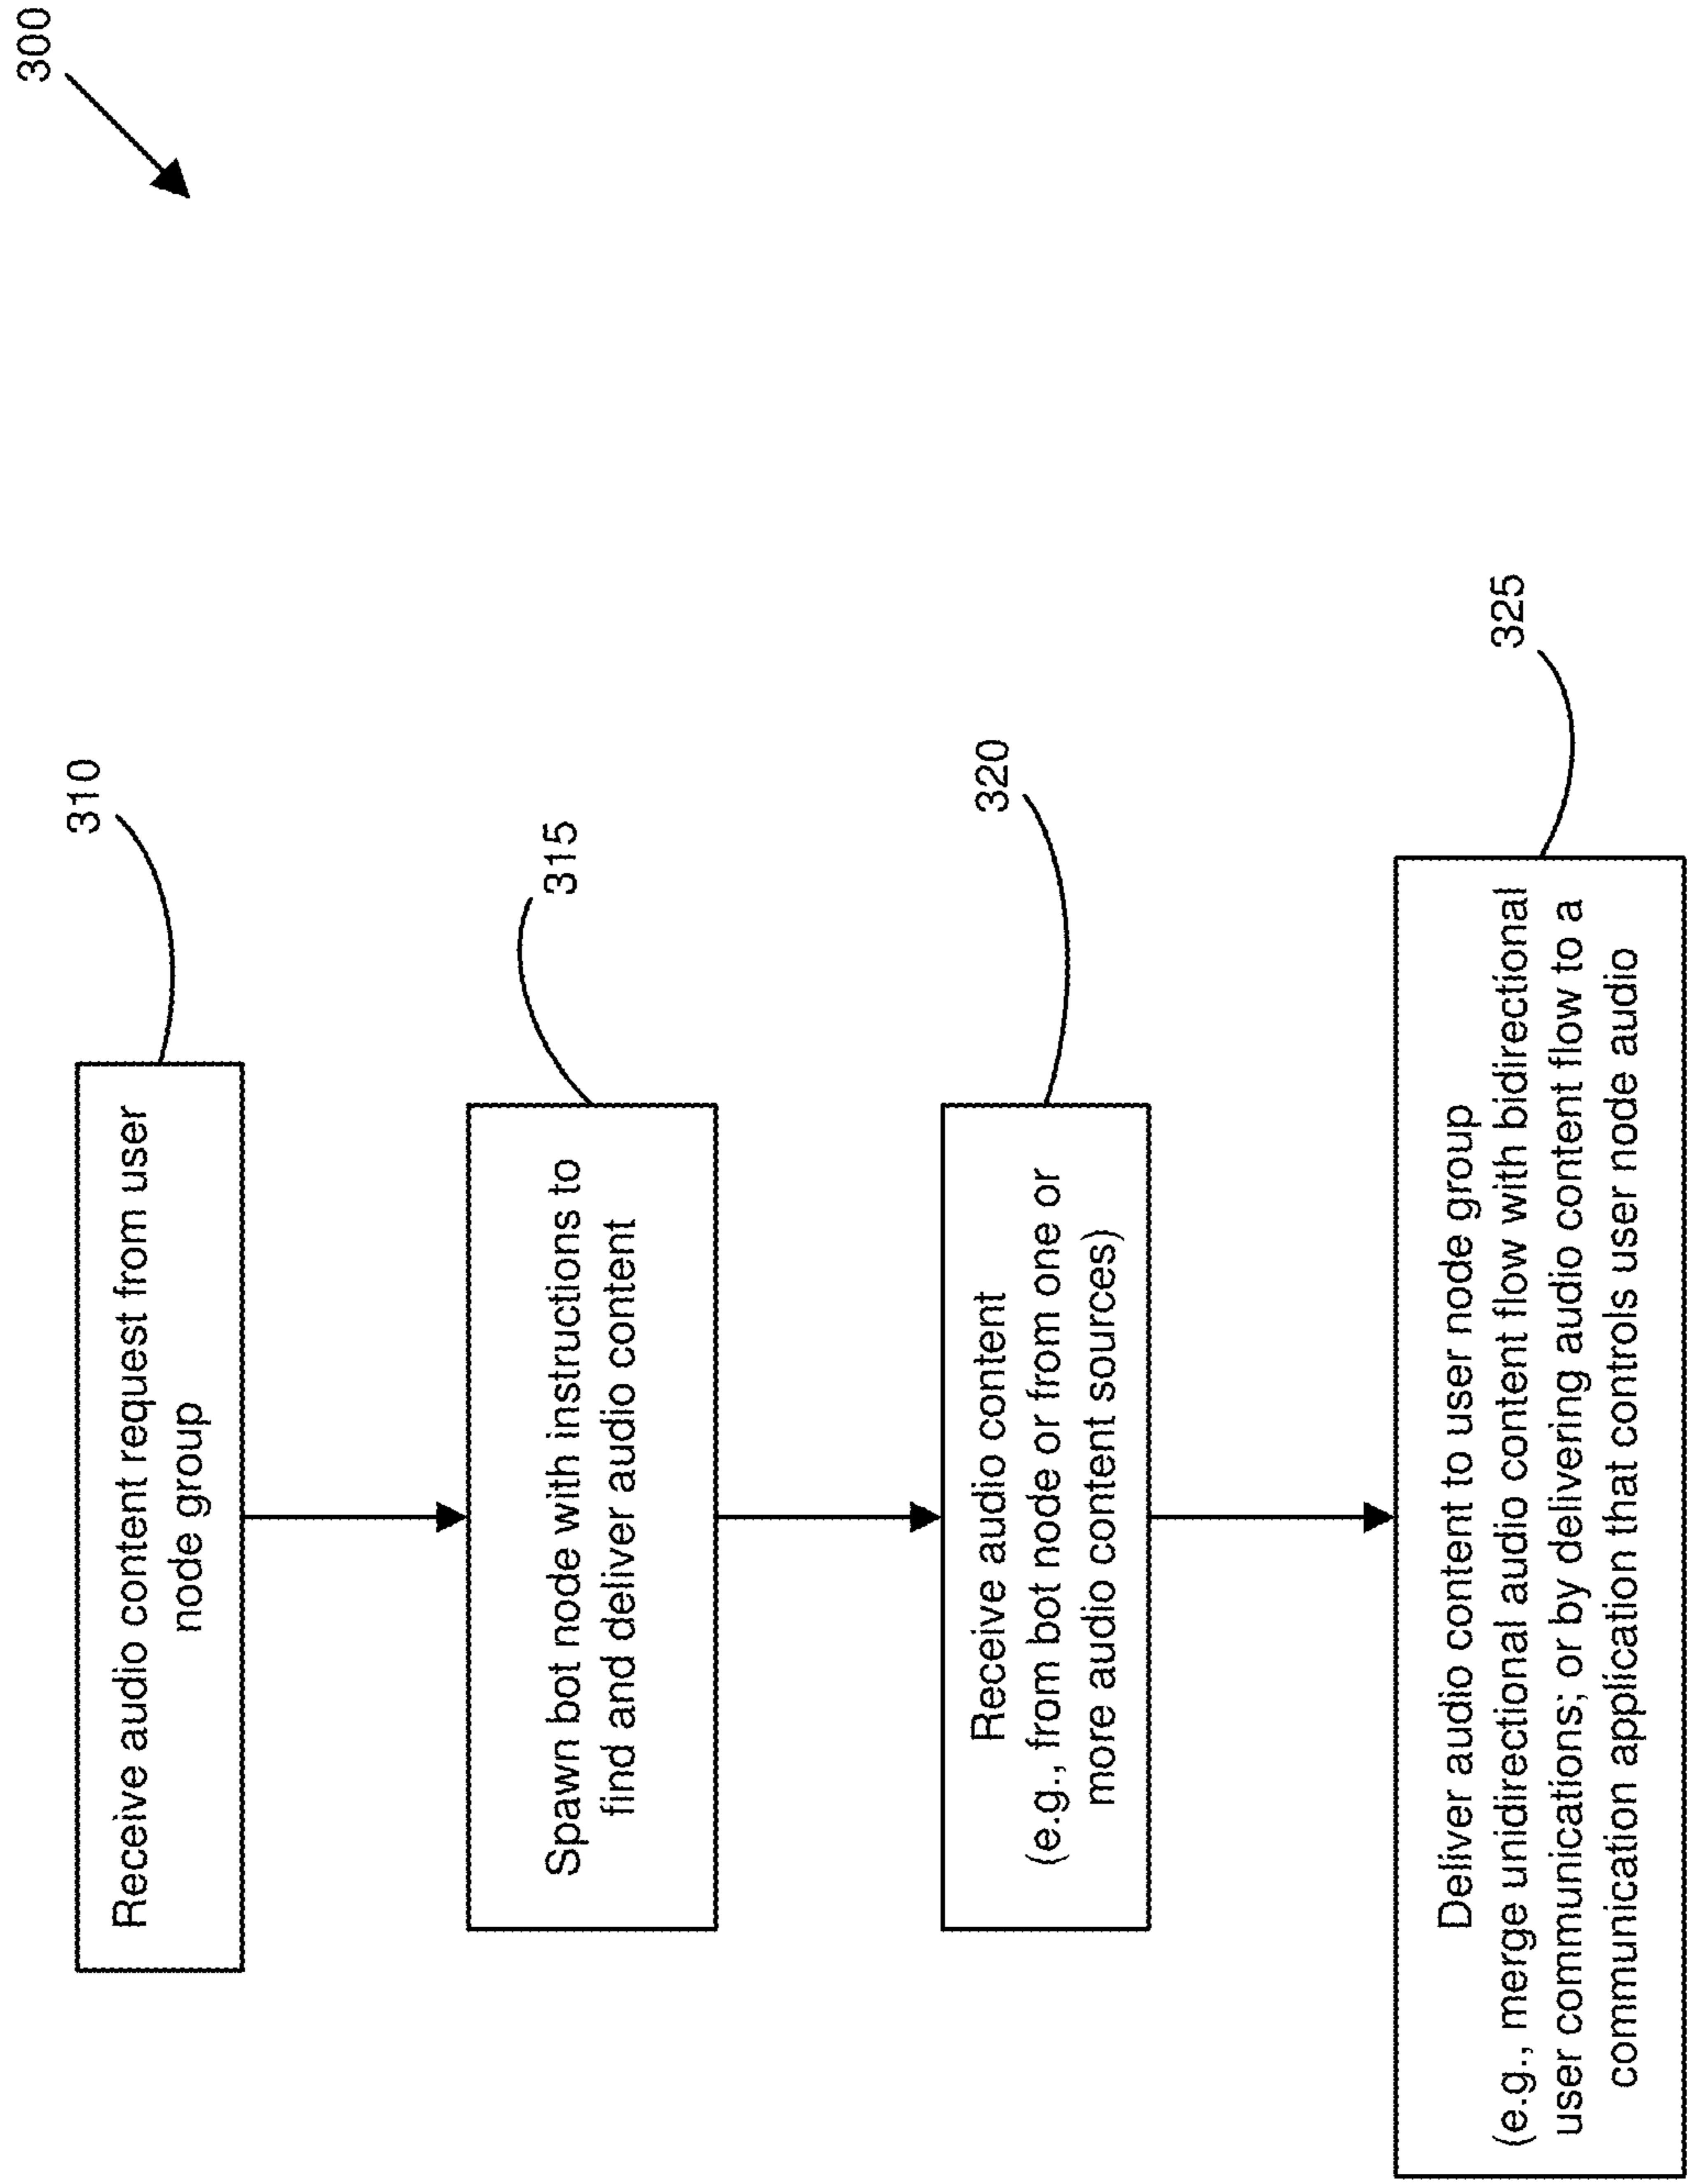 300
310
Receive audio content request from user
node group
315
Spawn bot node with instructions to
find and deliver audio content
320
Receive audio content
(e.g., from bot node or from one or
more audio content sources)
325
Deliver audio content to user node group
(e.g., merge unidirectional audio content flow with bidirectional
user communications; or by delivering audio content flow to a
communication application that controls user node audio